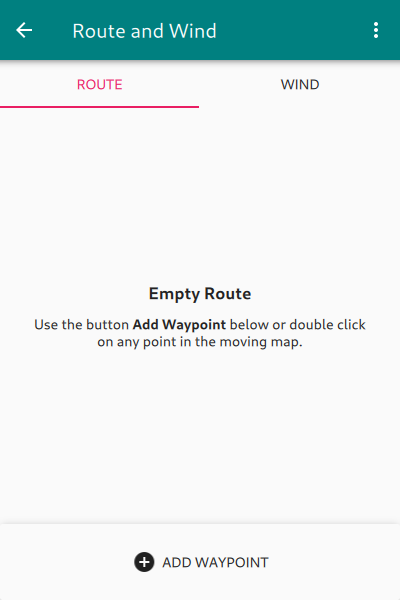 Route and Wind
ROUTE
WIND
Empty Route
Use the button Add Waypoint below or double click
on any point in the moving map.
ADD WAYPOINT